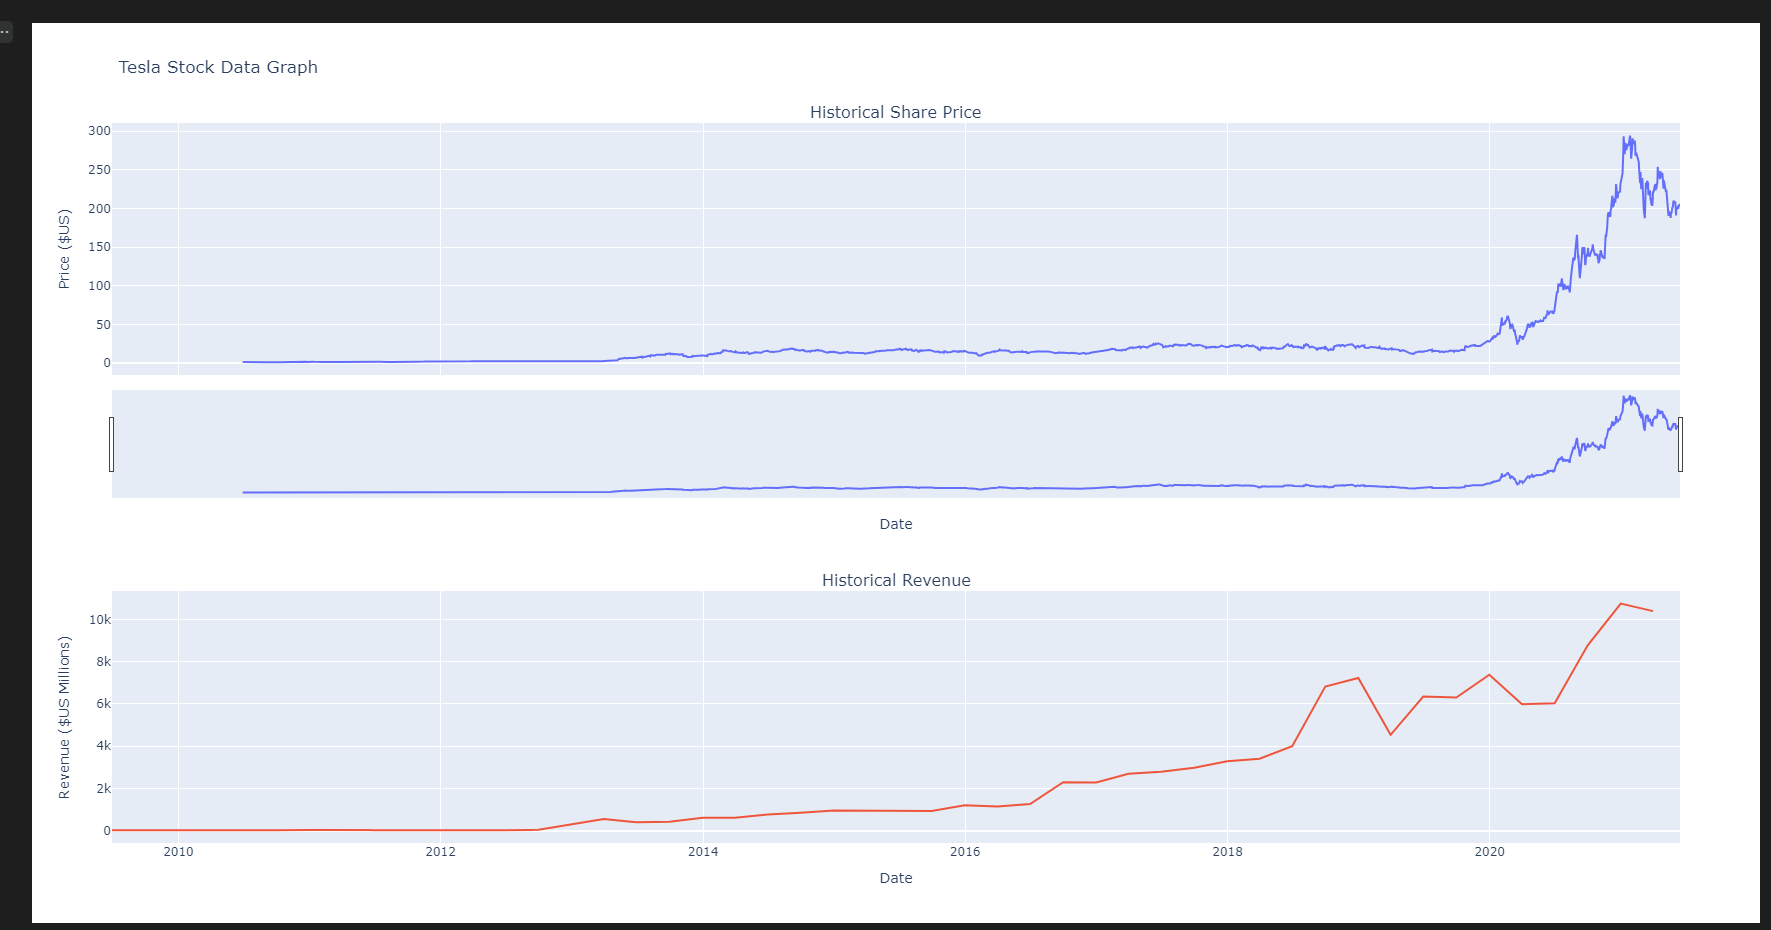 Tesla Stock Data Graph
Historical Share Price
Price ($US)
300
250
200
150
100
50
0
Date
Historical Revenue
Revenue ($US Millions)
10k
8k
6k
4k
2k
0
2010 2012 2014 2016 2018 2020
Date